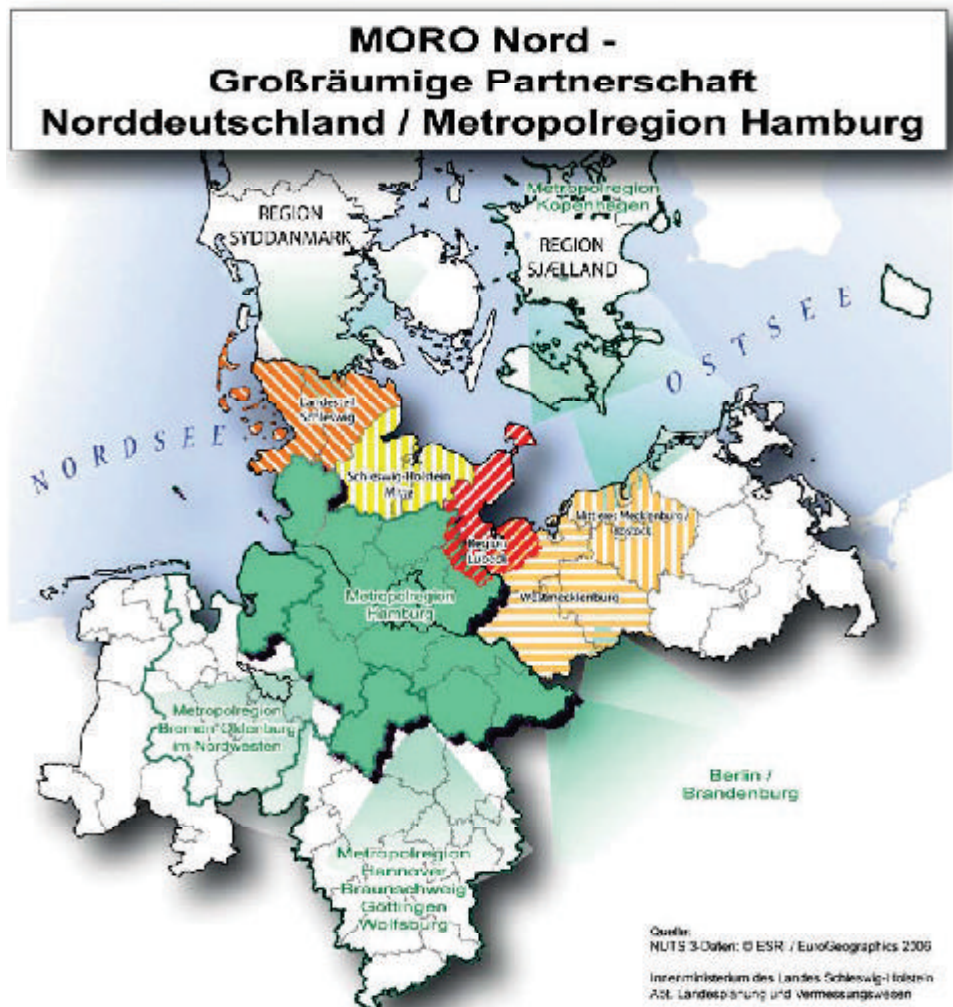 MORO Nord -
Großräumige Partnerschaft
Norddeutschland / Metropolregion Hamburg
Metropolregion
Kopenhagen
REGION
SYDDANMARK
REGION
SJÆLLAND
OSTSEE
NORDSEE
Landesteil
Schleswig
Schleswig-Holstein
Mitte
Mittleres Mecklenburg /
Rostock
Region
Lübeck
Westmecklenburg
Metropolregion
Hamburg
Metropolregion
Bremen-Oldenburg
im Nordwesten
Berlin /
Brandenburg
Metropolregion
Hannover
Braunschweig
Göttingen
Wolfsburg
Quelle:
NUTS 3-Daten: © ESRI / EuroGeographics 2006
Innenministerium des Landes Schleswig-Holstein
Abt. Landesplanung und Vermessungswesen